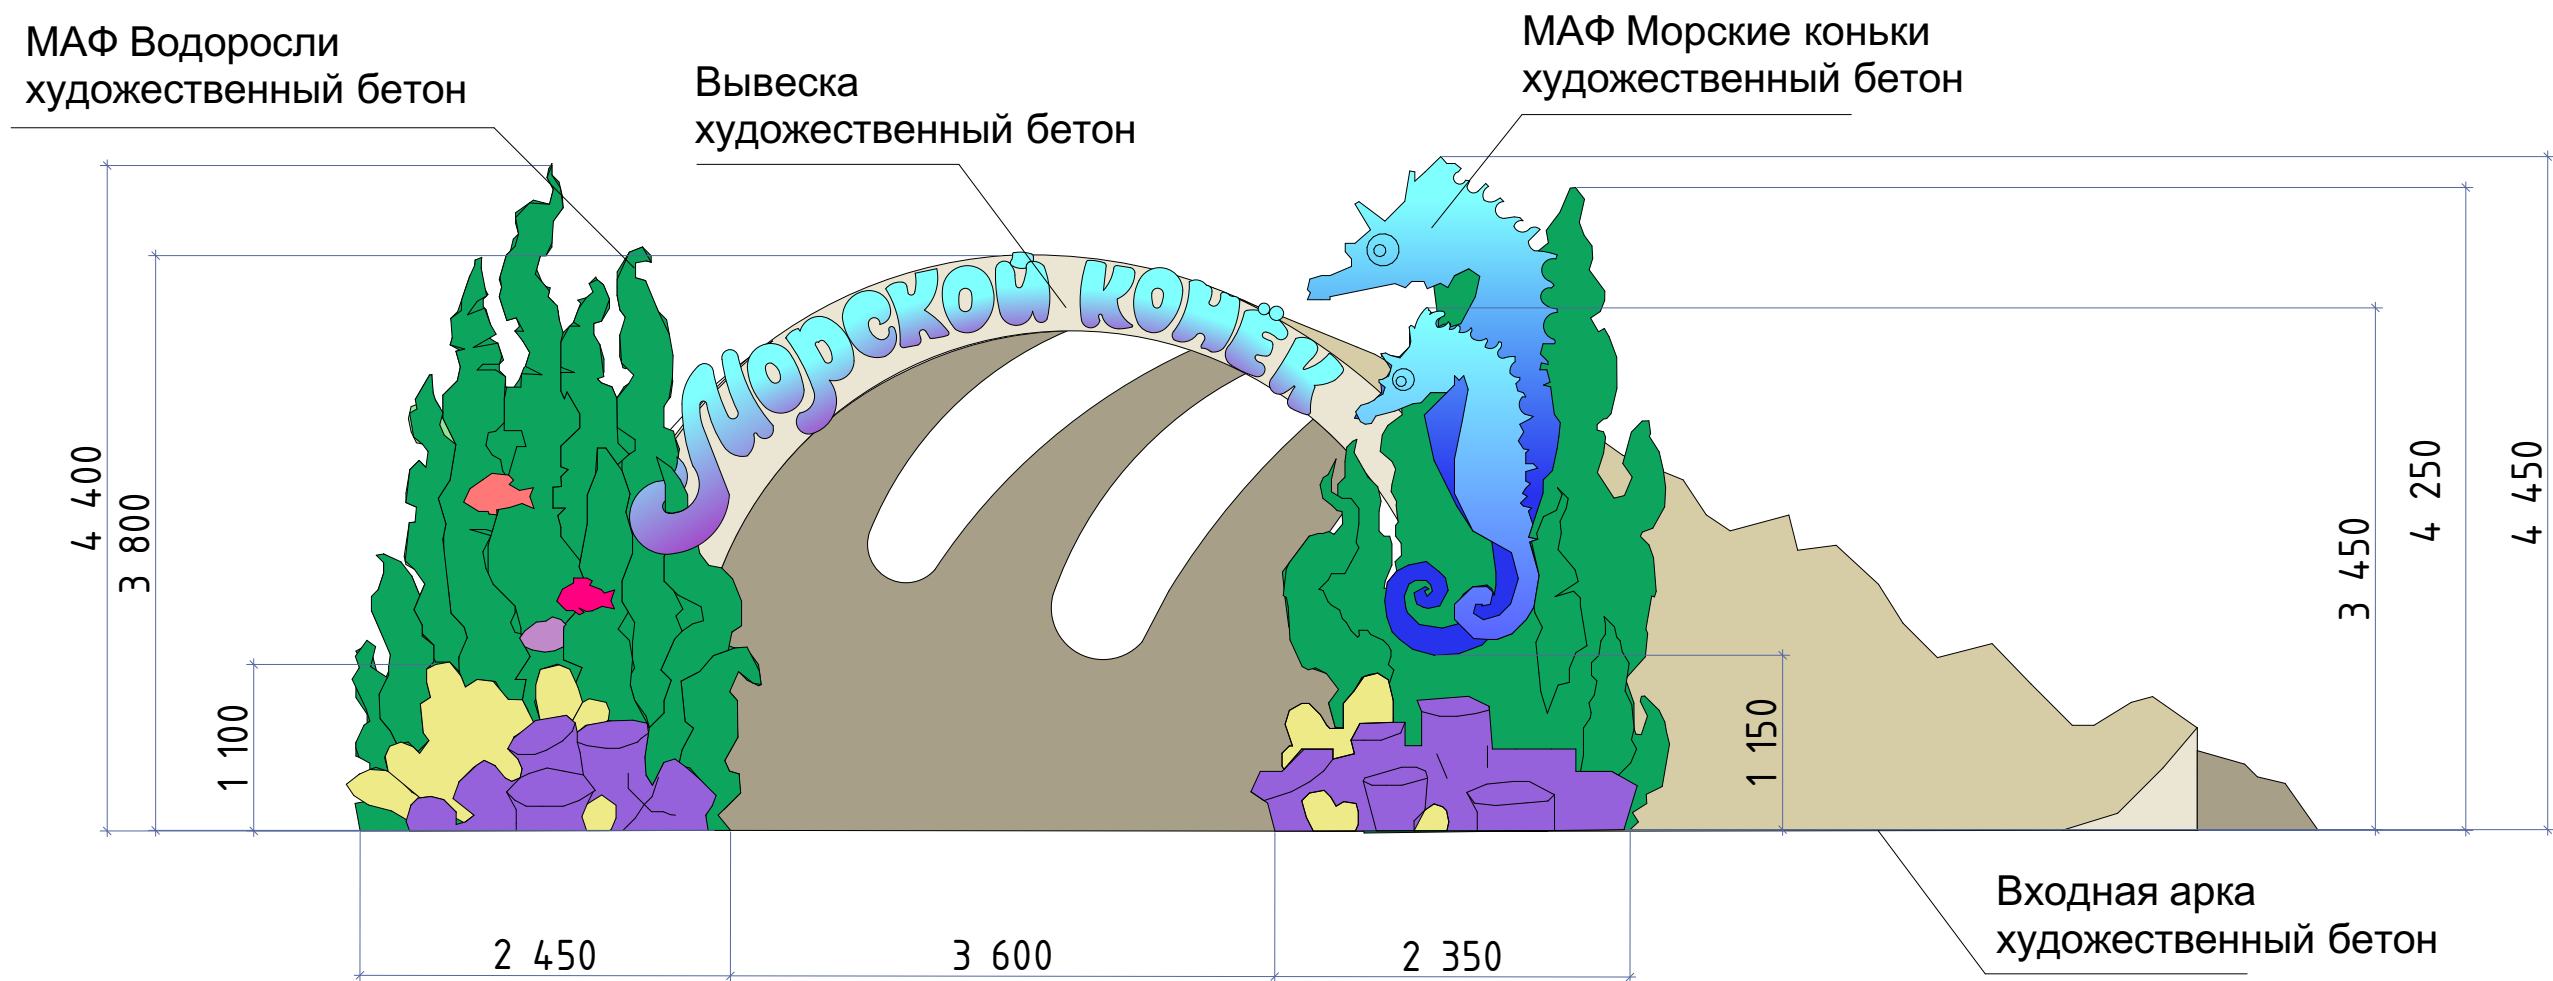 МАФ Водоросли
художественный бетон
Вывеска
художественный бетон
МАФ Морские коньки
художественный бетон
Морской конёк
4 400
3 800
1 100
1 150
3 450
4 250
4 450
2 450
3 600
2 350
Входная арка
художественный бетон